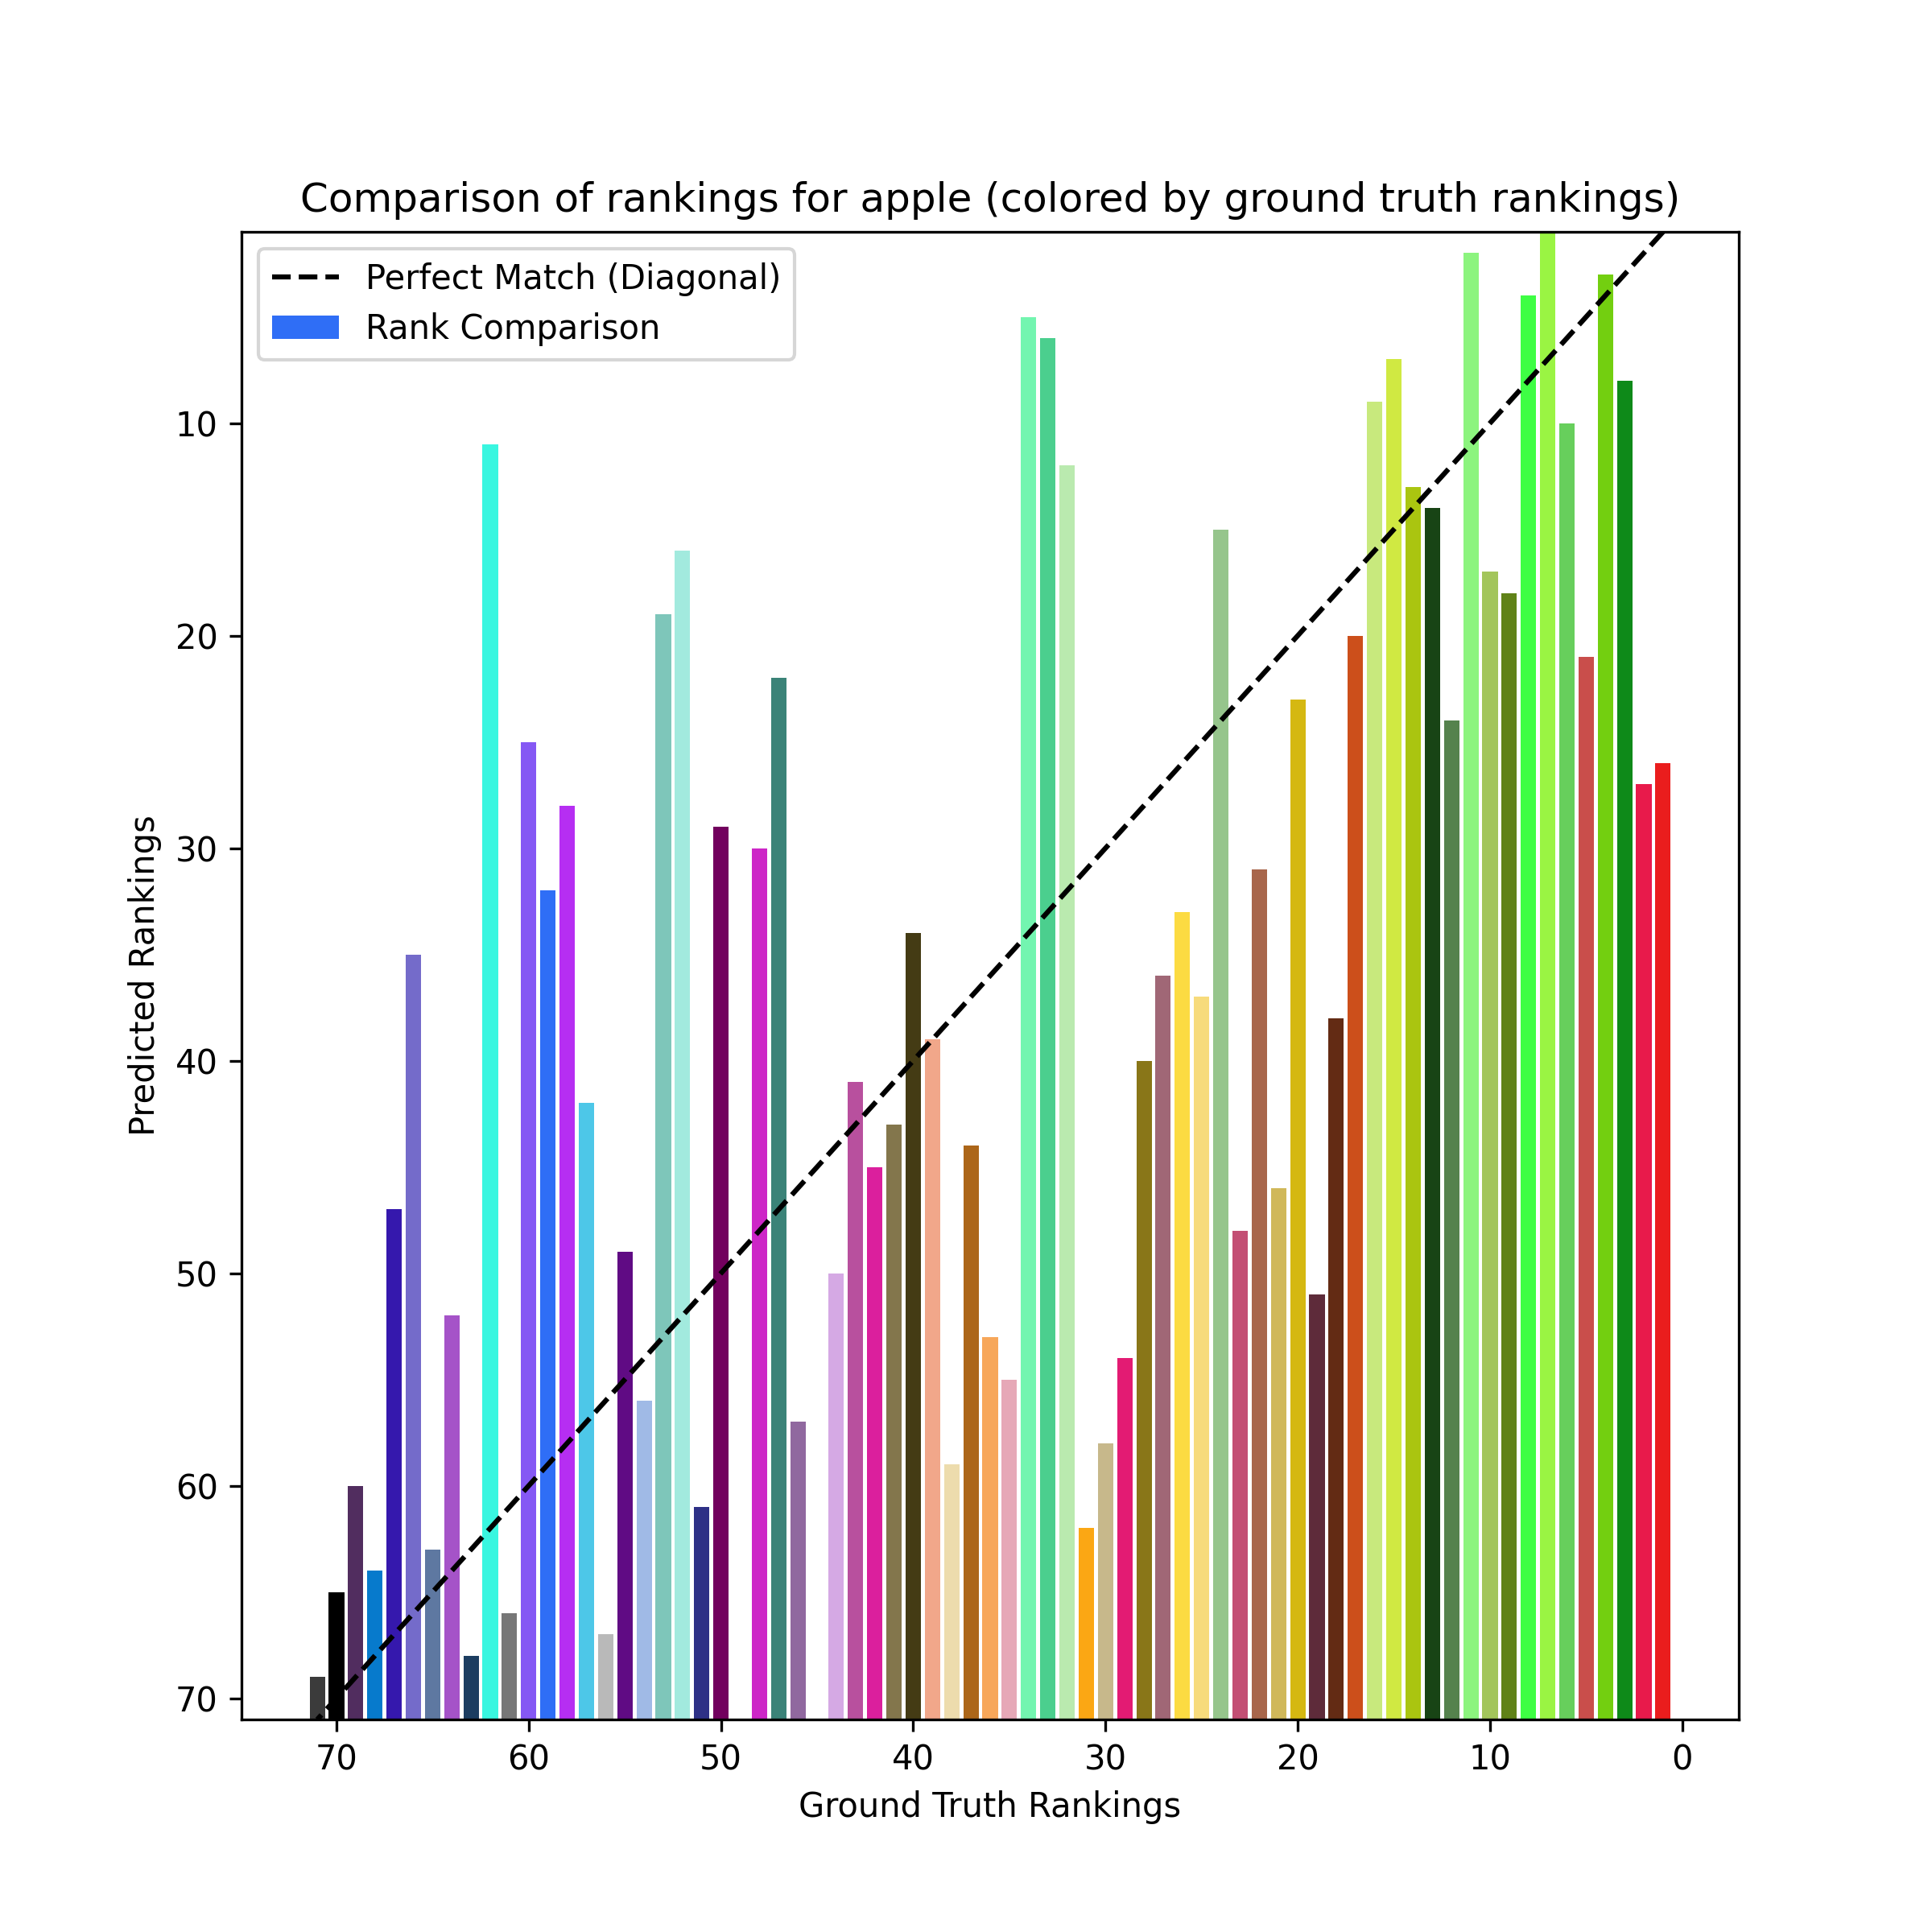 Comparison of rankings for apple (colored by ground truth rankings)
Perfect Match (Diagonal)
Rank Comparison
10
20
30
40
50
60
70
Predicted Rankings
70 60 50 40 30 20 10 0
Ground Truth Rankings